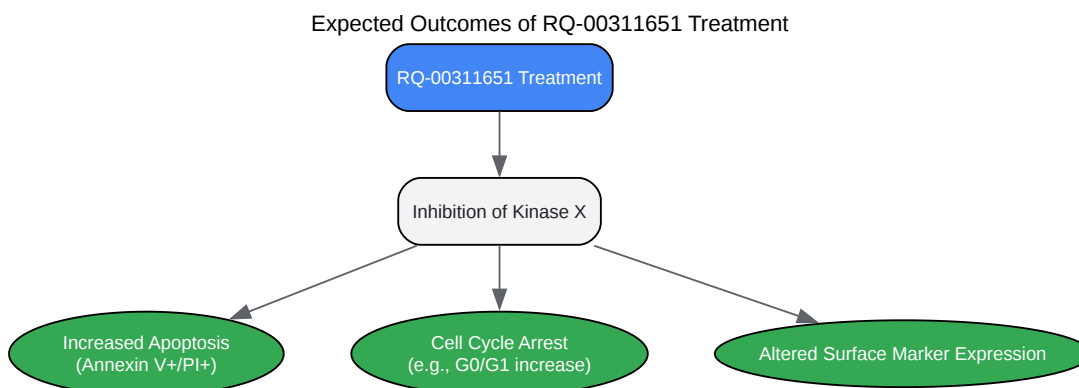 Expected Outcomes of RQ-00311651 Treatment
RQ-00311651 Treatment
Inhibition of Kinase X
Increased Apoptosis
(Annexin V+/PI+)
Cell Cycle Arrest
(e.g., G0/G1 increase)
Altered Surface Marker Expression